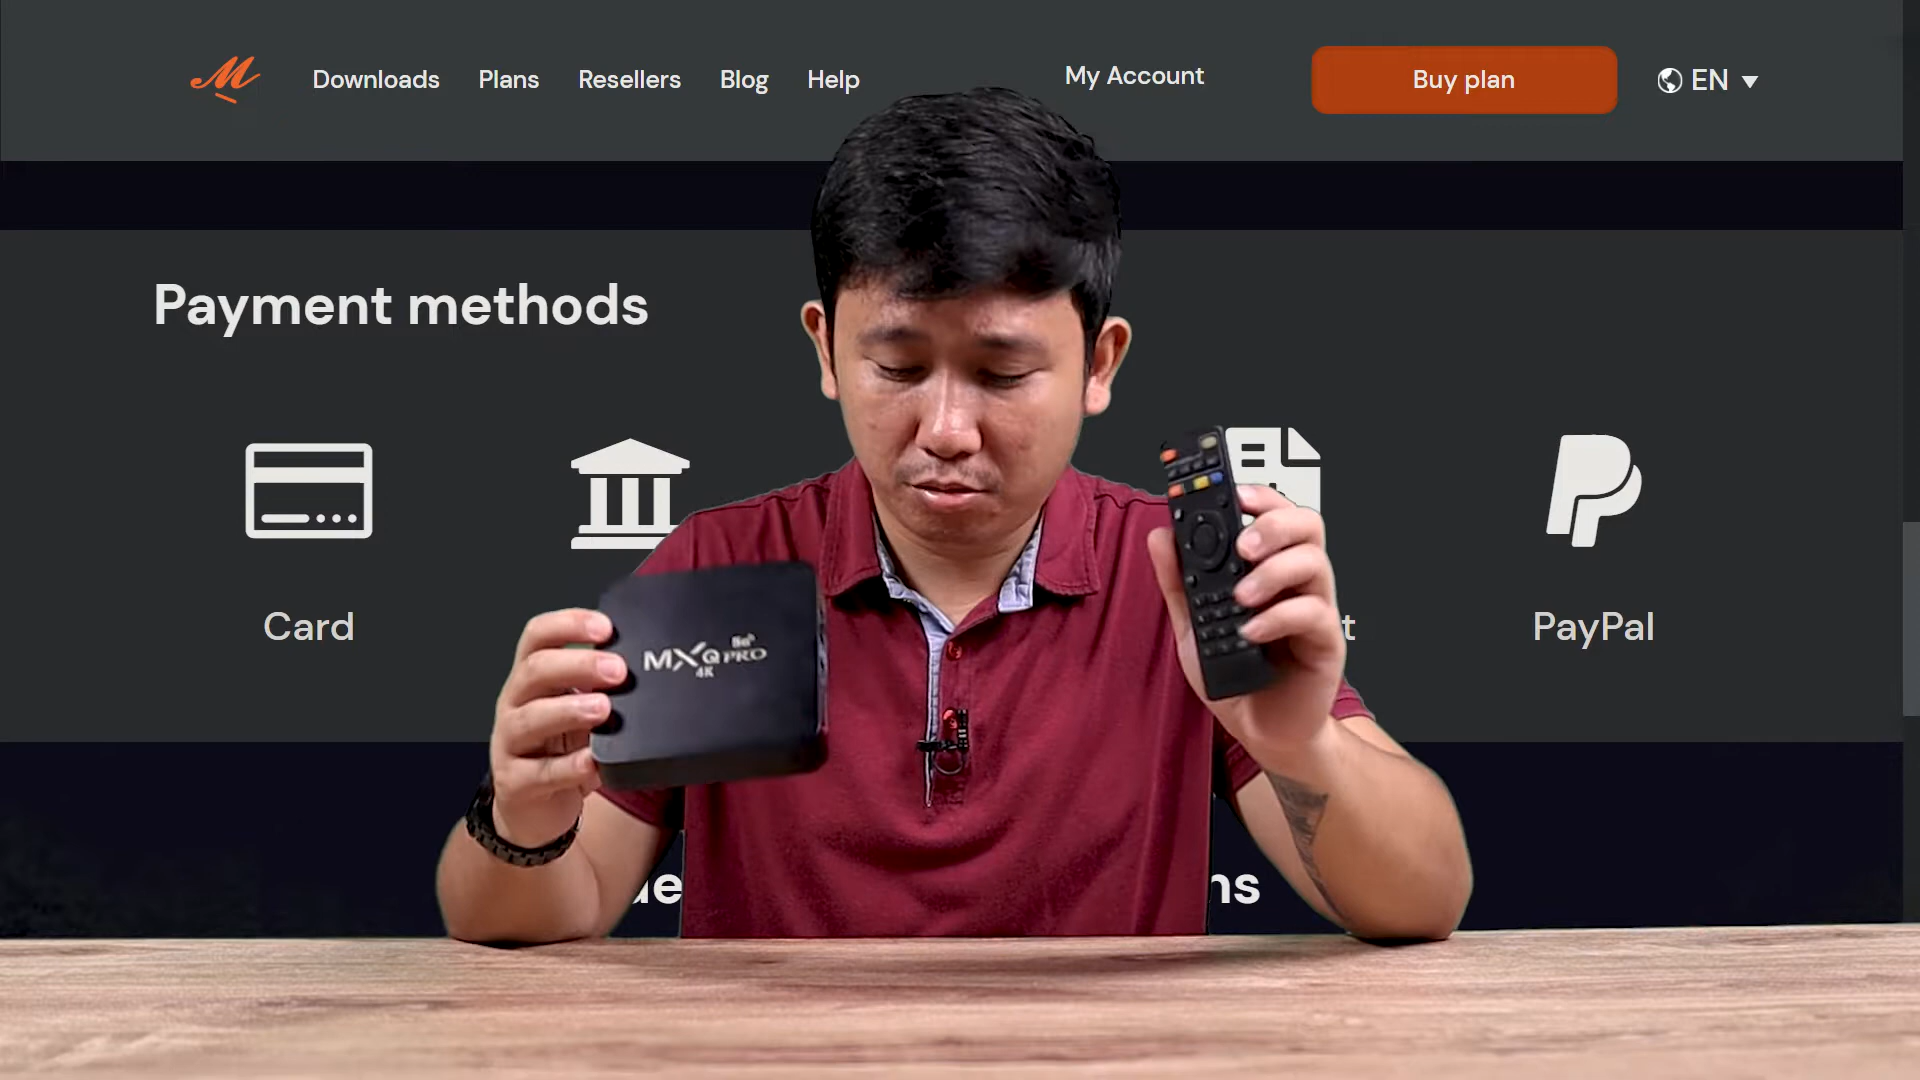 Downloads Plans Resellers Blog Help My Account Buy plan EN
Payment methods
Card
PayPal
MXQ PRO
4K